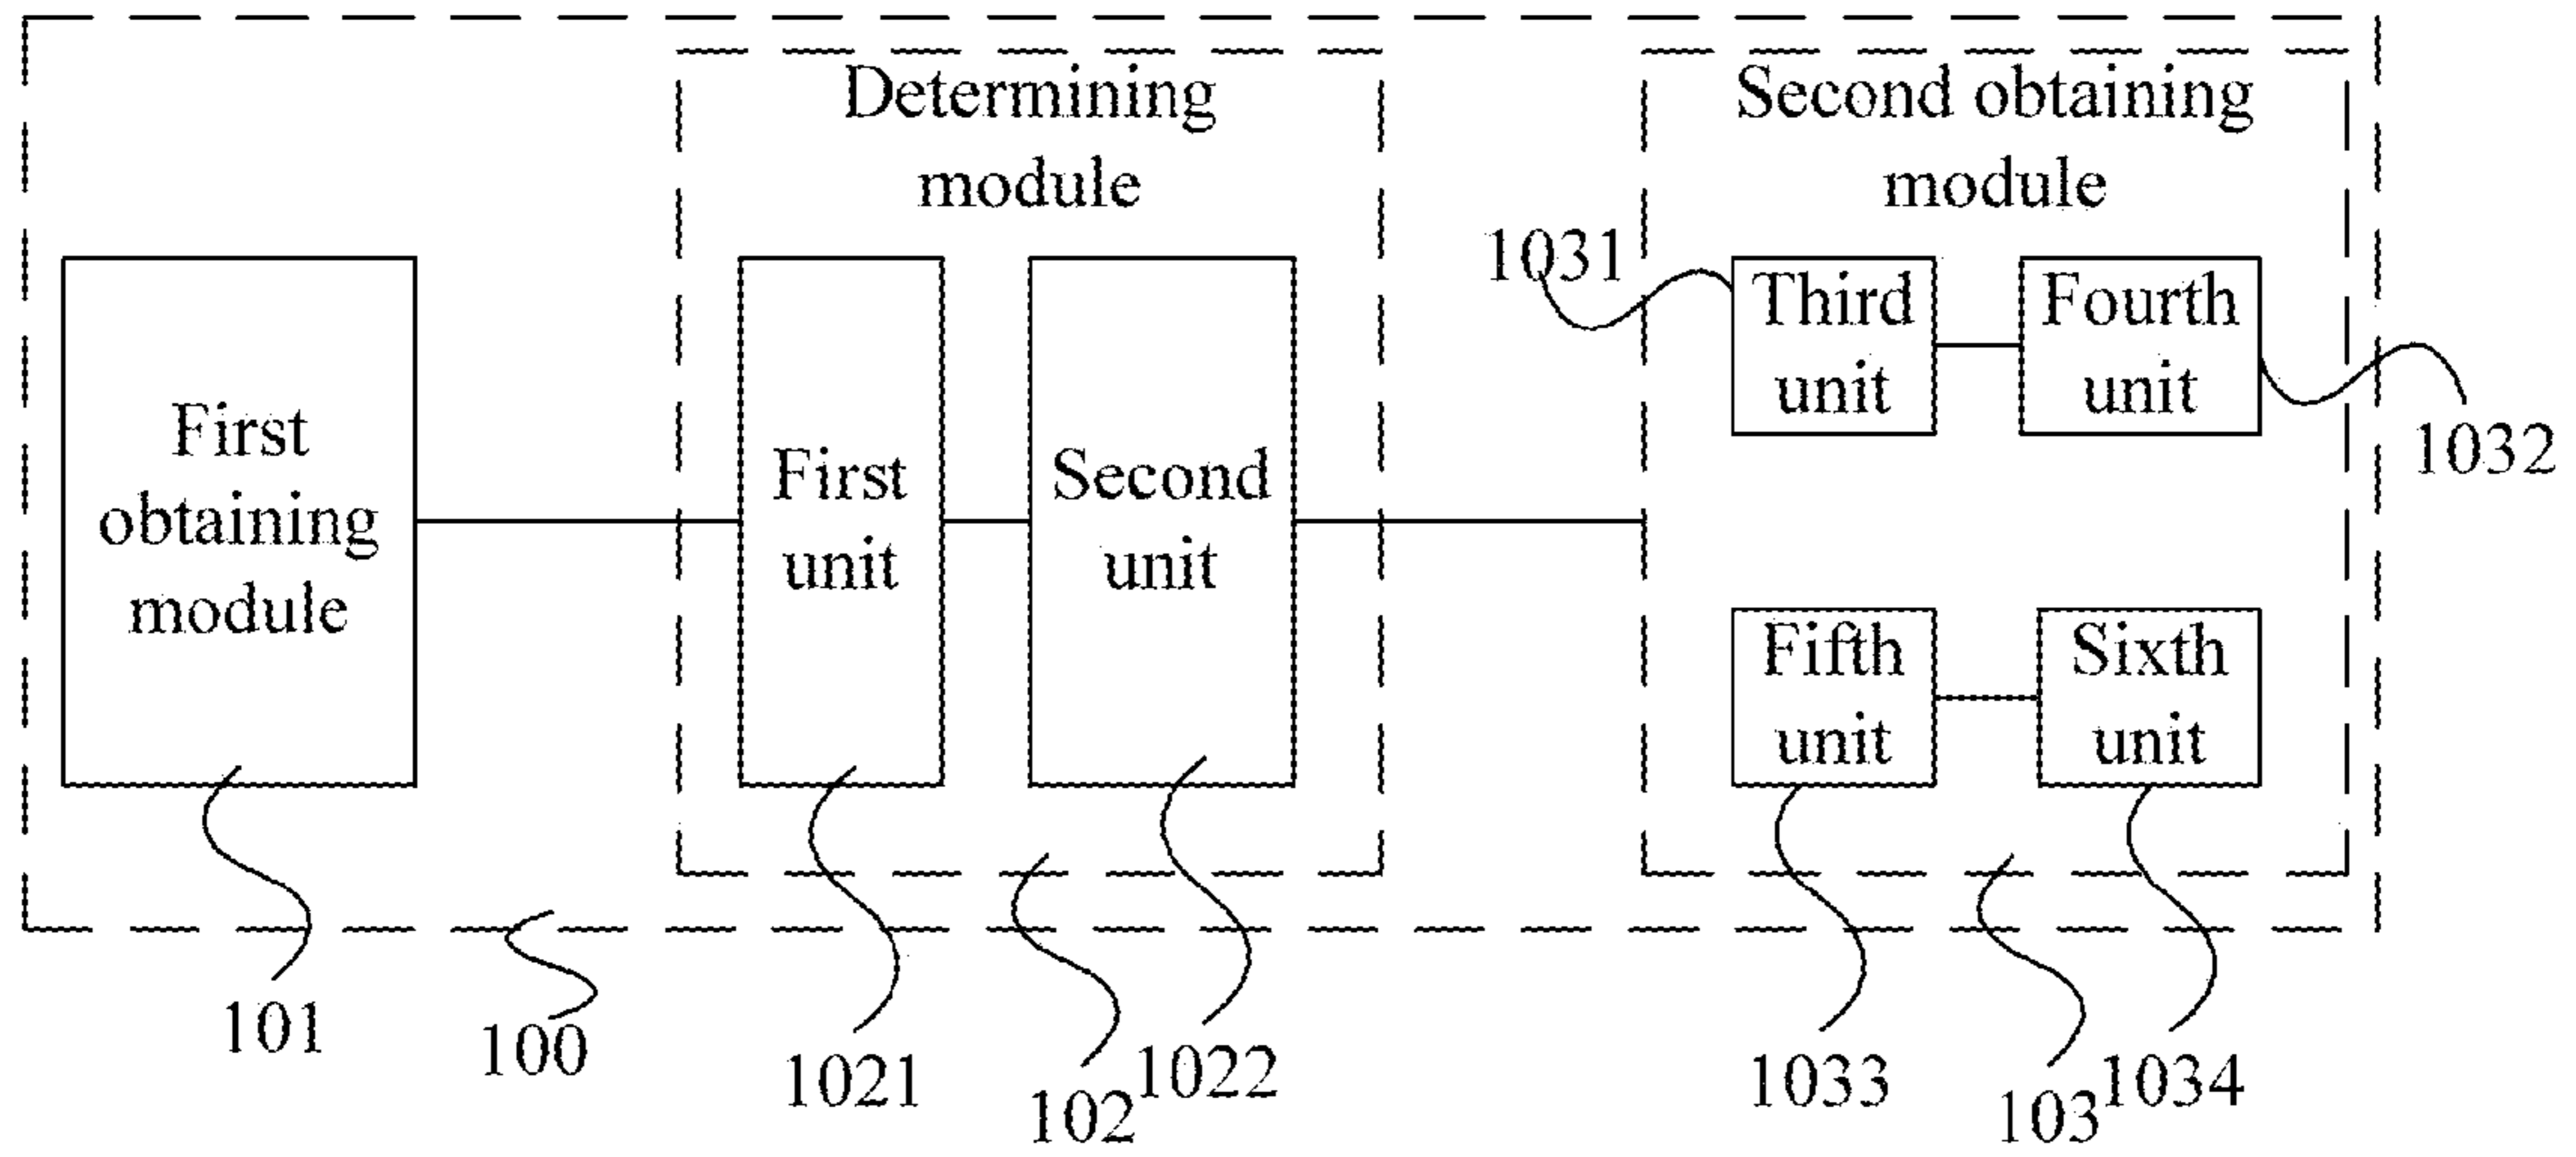 Determining
module
Second obtaining
module
1031
Third
unit
Fourth
unit
1032
First
obtaining
module
First
unit
Second
unit
Fifth
unit
Sixth
unit
101
100
1021
102
1022
1033
103
1034